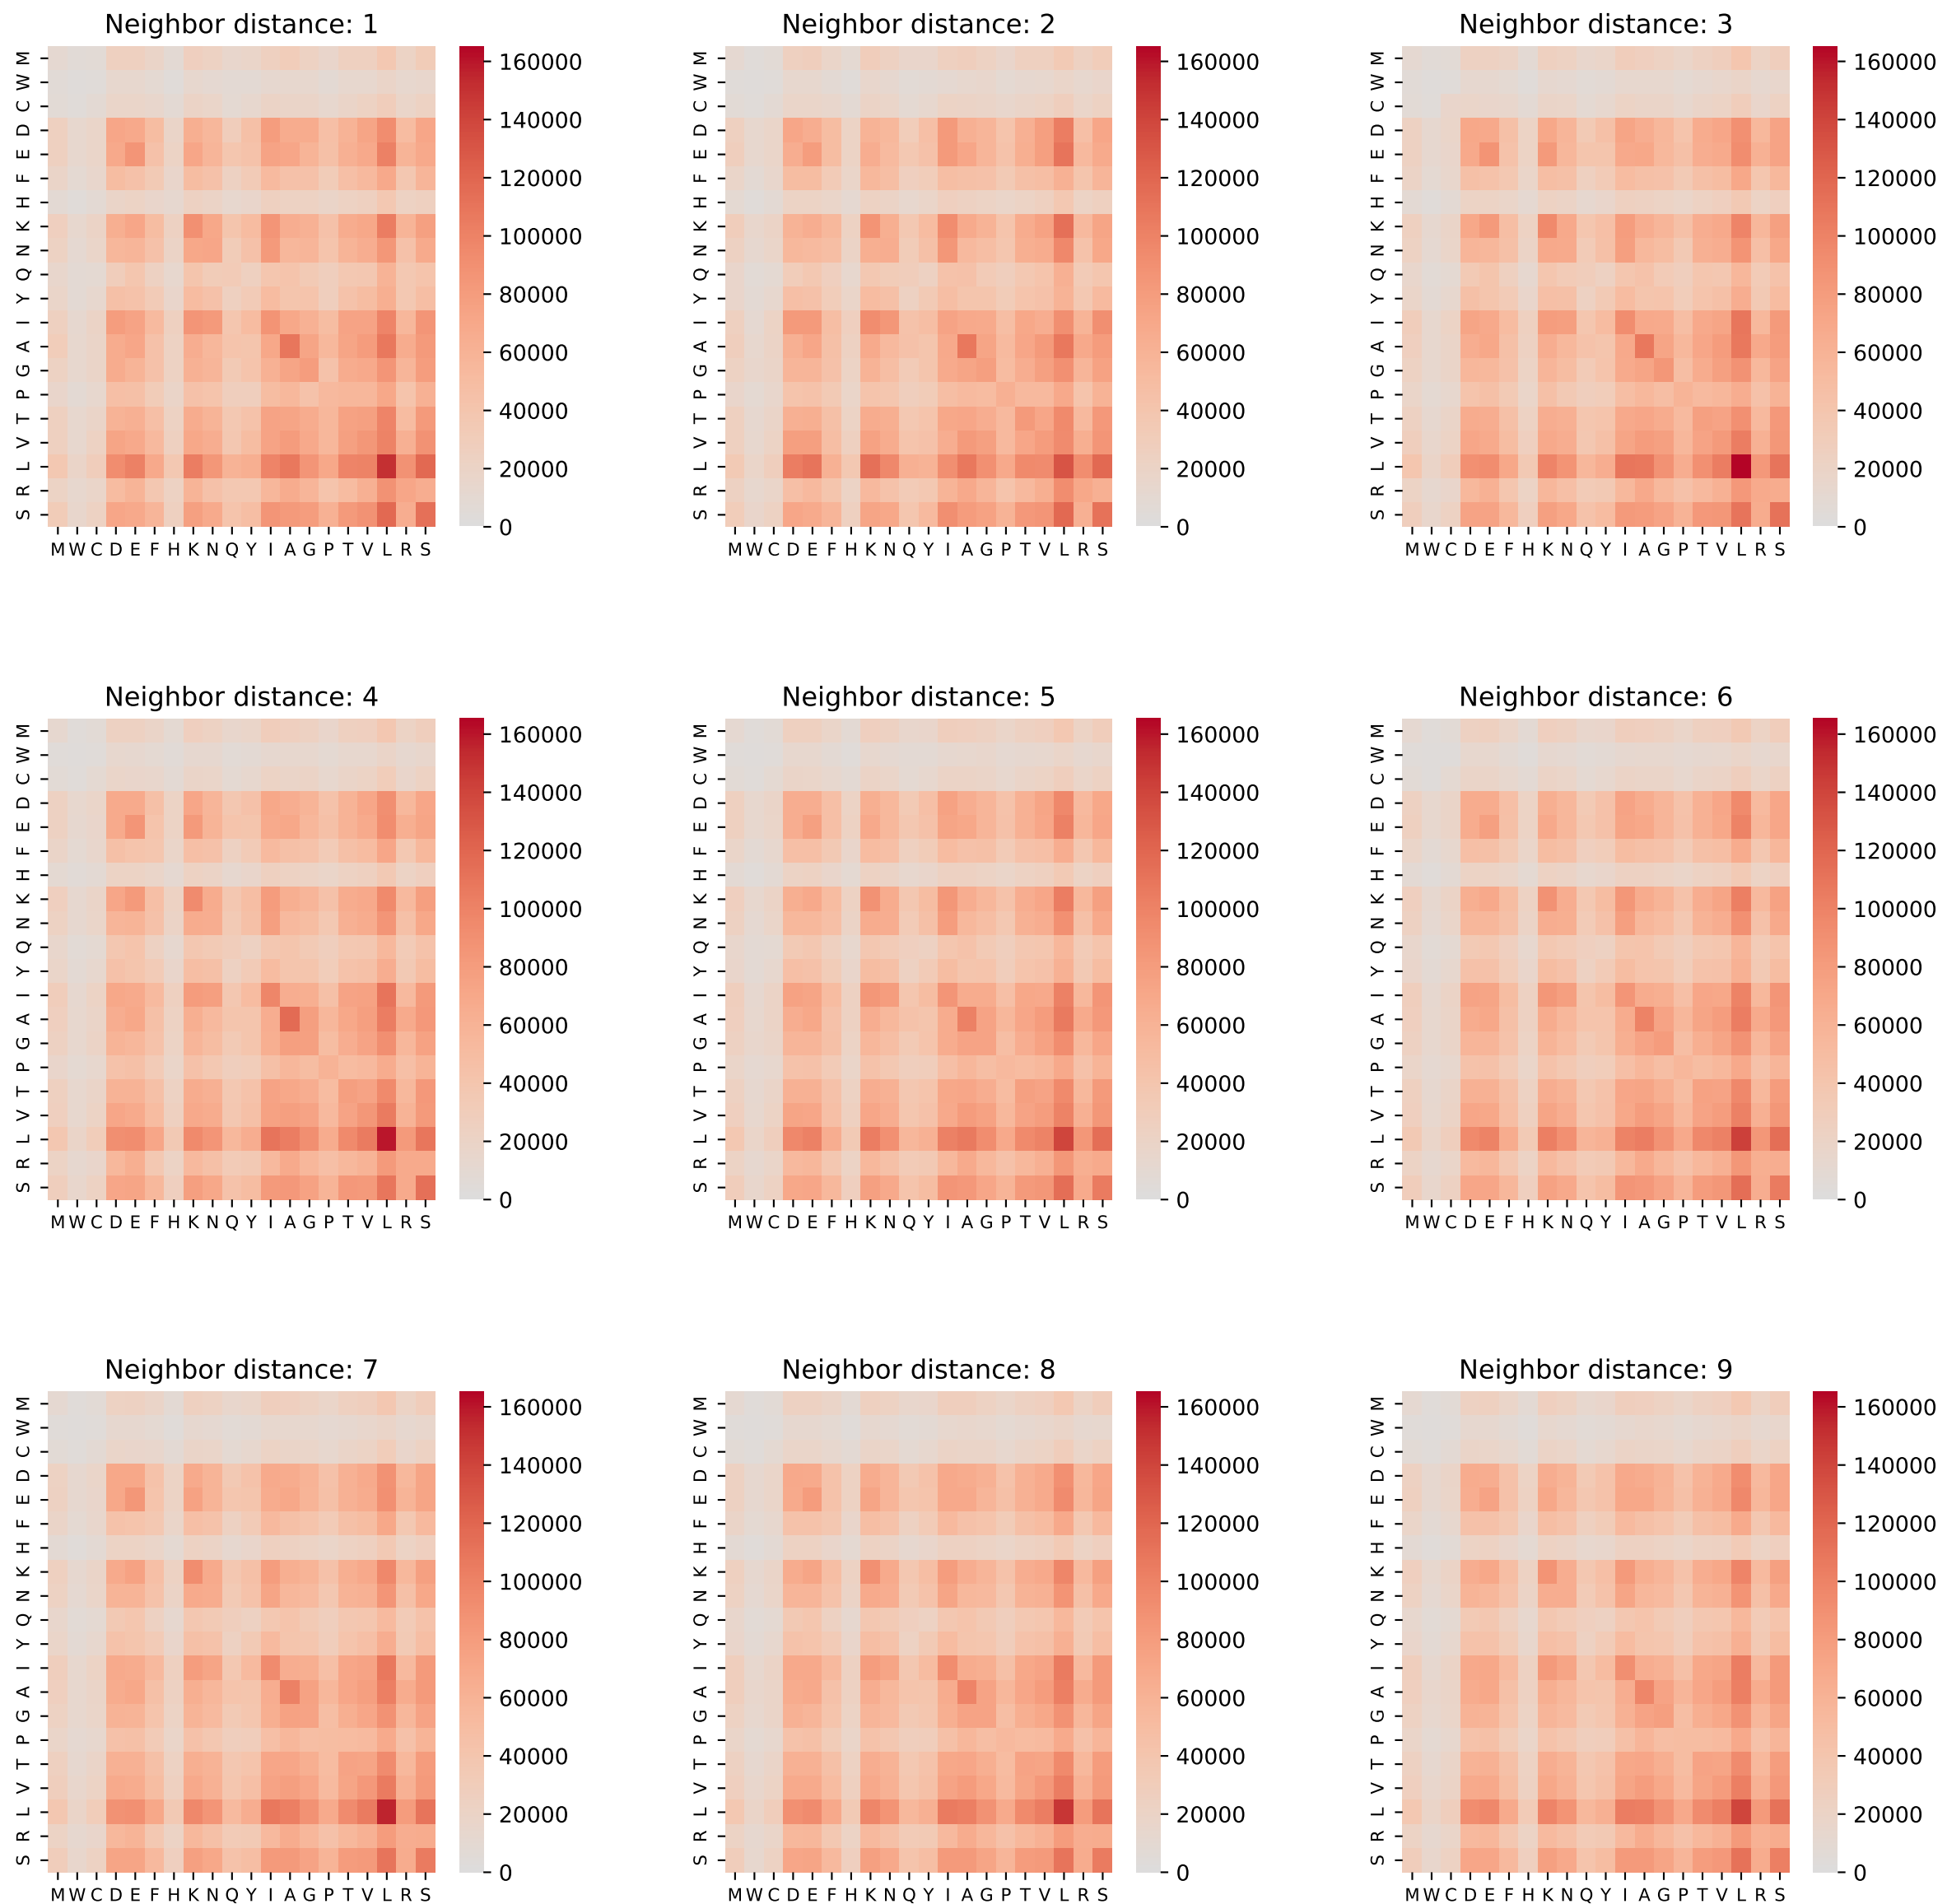 Neighbor distance: 1
M
W
C
D
E
F
H
K
N
Q
Y
I
A
G
P
T
V
L
R
S
M W C D E F H K N Q Y I A G P T V L R S
160000
140000
120000
100000
80000
60000
40000
20000
0
Neighbor distance: 2
M
W
C
D
E
F
H
K
N
Q
Y
I
A
G
P
T
V
L
R
S
M W C D E F H K N Q Y I A G P T V L R S
160000
140000
120000
100000
80000
60000
40000
20000
0
Neighbor distance: 3
M
W
C
D
E
F
H
K
N
Q
Y
I
A
G
P
T
V
L
R
S
M W C D E F H K N Q Y I A G P T V L R S
160000
140000
120000
100000
80000
60000
40000
20000
0
Neighbor distance: 4
M
W
C
D
E
F
H
K
N
Q
Y
I
A
G
P
T
V
L
R
S
M W C D E F H K N Q Y I A G P T V L R S
160000
140000
120000
100000
80000
60000
40000
20000
0
Neighbor distance: 5
M
W
C
D
E
F
H
K
N
Q
Y
I
A
G
P
T
V
L
R
S
M W C D E F H K N Q Y I A G P T V L R S
160000
140000
120000
100000
80000
60000
40000
20000
0
Neighbor distance: 6
M
W
C
D
E
F
H
K
N
Q
Y
I
A
G
P
T
V
L
R
S
M W C D E F H K N Q Y I A G P T V L R S
160000
140000
120000
100000
80000
60000
40000
20000
0
Neighbor distance: 7
M
W
C
D
E
F
H
K
N
Q
Y
I
A
G
P
T
V
L
R
S
M W C D E F H K N Q Y I A G P T V L R S
160000
140000
120000
100000
80000
60000
40000
20000
0
Neighbor distance: 8
M
W
C
D
E
F
H
K
N
Q
Y
I
A
G
P
T
V
L
R
S
M W C D E F H K N Q Y I A G P T V L R S
160000
140000
120000
100000
80000
60000
40000
20000
0
Neighbor distance: 9
M
W
C
D
E
F
H
K
N
Q
Y
I
A
G
P
T
V
L
R
S
M W C D E F H K N Q Y I A G P T V L R S
160000
140000
120000
100000
80000
60000
40000
20000
0